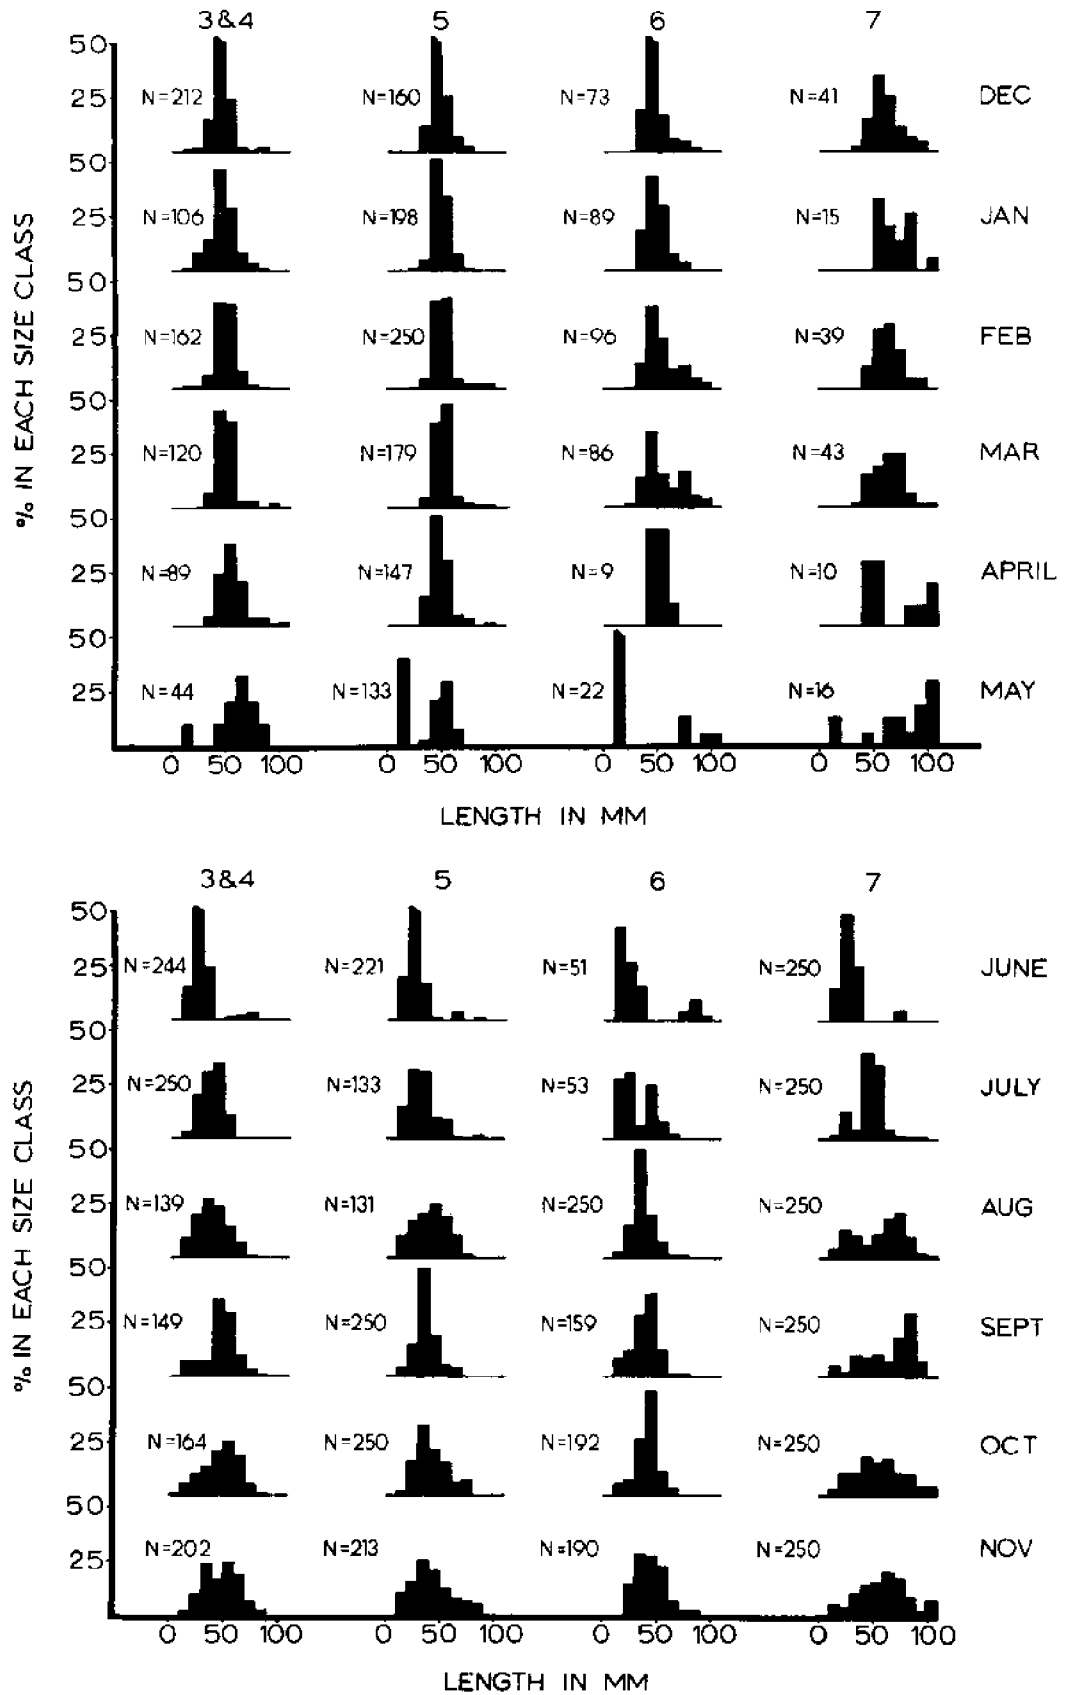 3&4 5 6 7
50
25 N=212 N=160 N=73 N=41 DEC
50
25 N=106 N=198 N=89 N=15 JAN
50
25 N=162 N=250 N=96 N=39 FEB
50
25 N=120 N=179 N=86 N=43 MAR
50
25 N=89 N=147 N=9 N=10 APRIL
50
25 N=44 N=133 N=22 N=16 MAY
0 50 100 0 50 100 0 50 100 0 50 100
LENGTH IN MM
% IN EACH SIZE CLASS
3&4 5 6 7
50
25 N=244 N=221 N=51 N=250 JUNE
50
25 N=250 N=133 N=53 N=250 JULY
50
25 N=139 N=131 N=250 N=250 AUG
50
25 N=149 N=250 N=159 N=250 SEPT
50
25 N=164 N=250 N=192 N=250 OCT
50
25 N=202 N=213 N=190 N=250 NOV
0 50 100 0 50 100 0 50 100 0 50 100
LENGTH IN MM
% IN EACH SIZE CLASS